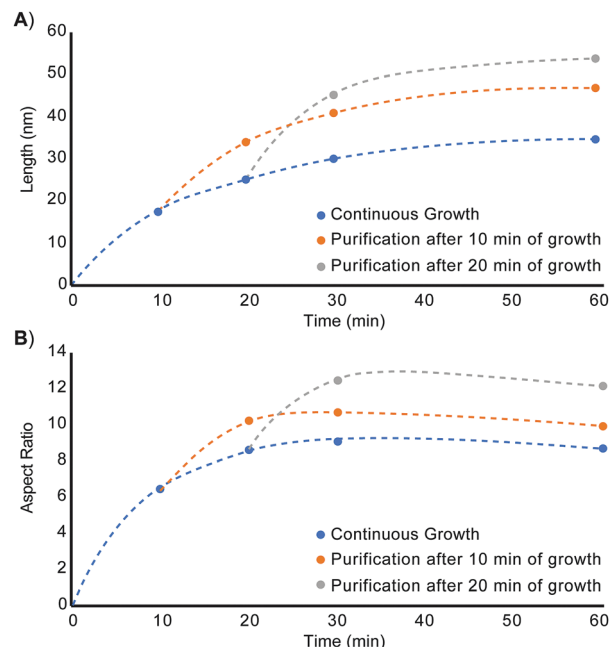 A)
60
50
40
30
20
10
0
Length (nm)
Continuous Growth
Purification after 10 min of growth
Purification after 20 min of growth
0 10 20 30 40 50 60
Time (min)
B)
14
12
10
8
6
4
2
0
Aspect Ratio
Continuous Growth
Purification after 10 min of growth
Purification after 20 min of growth
0 10 20 30 40 50 60
Time (min)